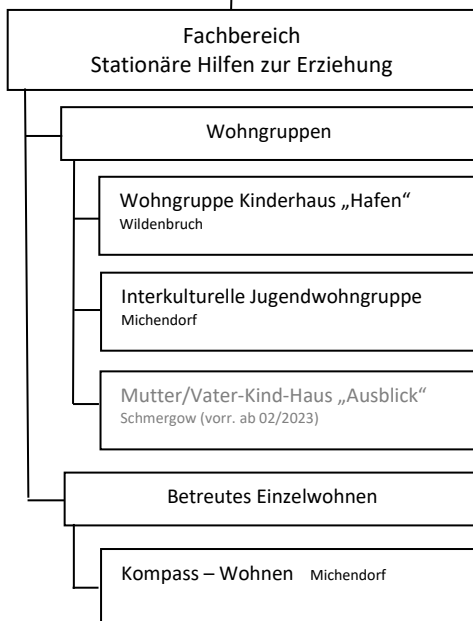 Fachbereich
Stationäre Hilfen zur Erziehung
Wohngruppen
Wohngruppe Kinderhaus „Hafen“
Wildenbruch
Interkulturelle Jugendwohngruppe
Michendorf
Mutter/Vater-Kind-Haus „Ausblick“
Schmergow (vorr. ab 02/2023)
Betreutes Einzelwohnen
Kompass – Wohnen Michendorf